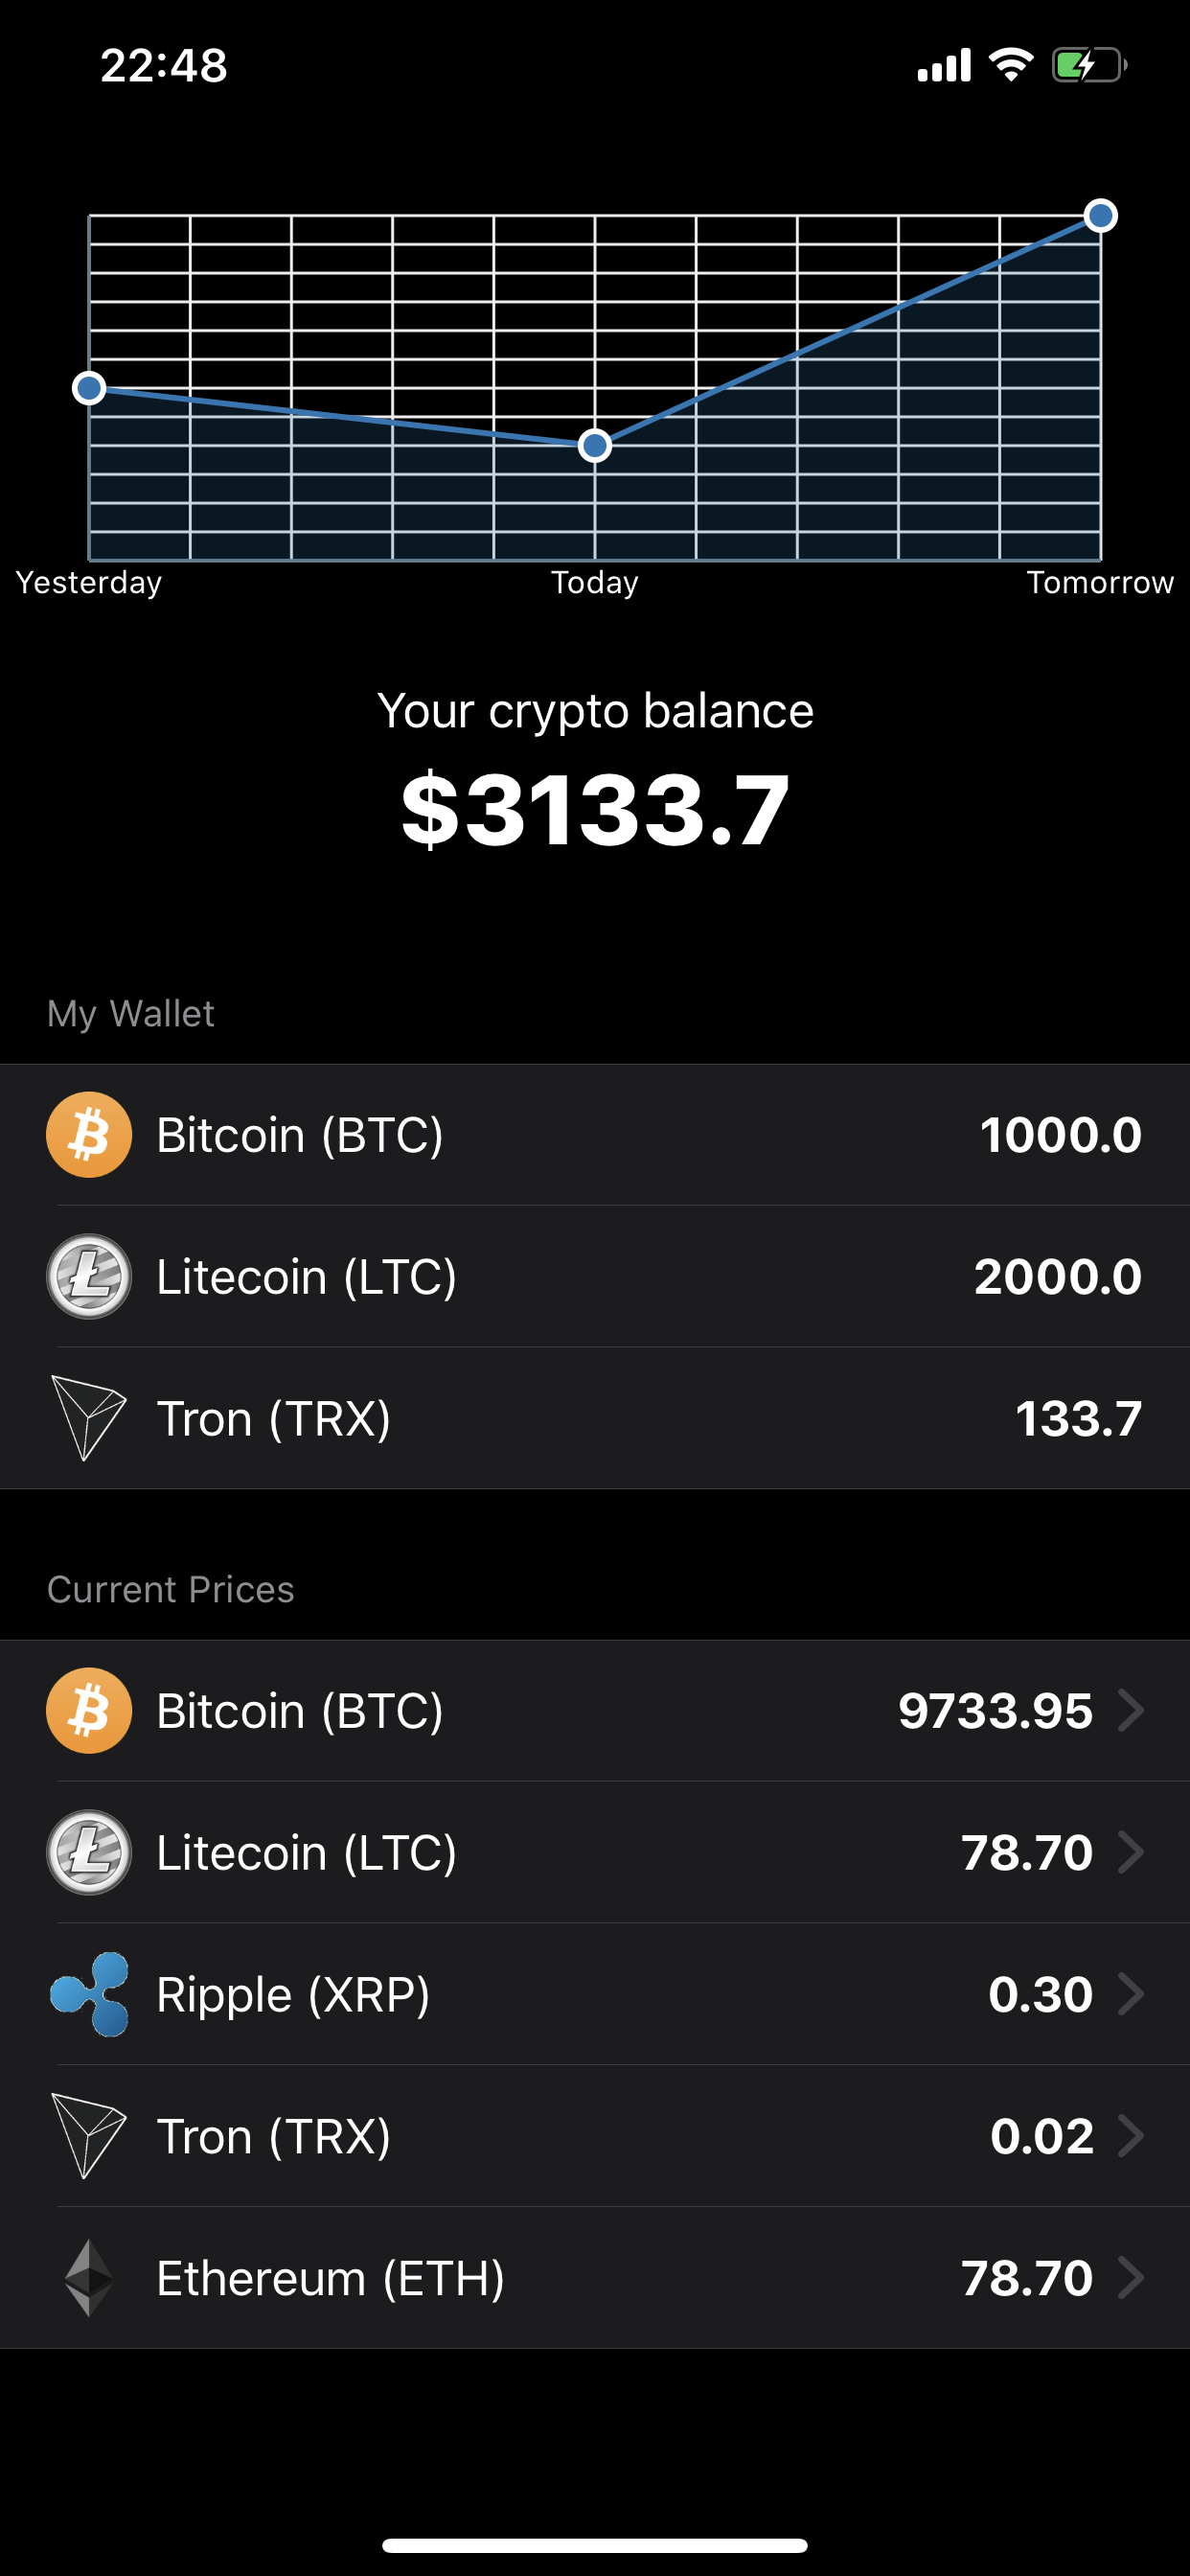 22:48
Yesterday Today Tomorrow
Your crypto balance
$3133.7
My Wallet
Bitcoin (BTC) 1000.0
Litecoin (LTC) 2000.0
Tron (TRX) 133.7
Current Prices
Bitcoin (BTC) 9733.95
Litecoin (LTC) 78.70
Ripple (XRP) 0.30
Tron (TRX) 0.02
Ethereum (ETH) 78.70